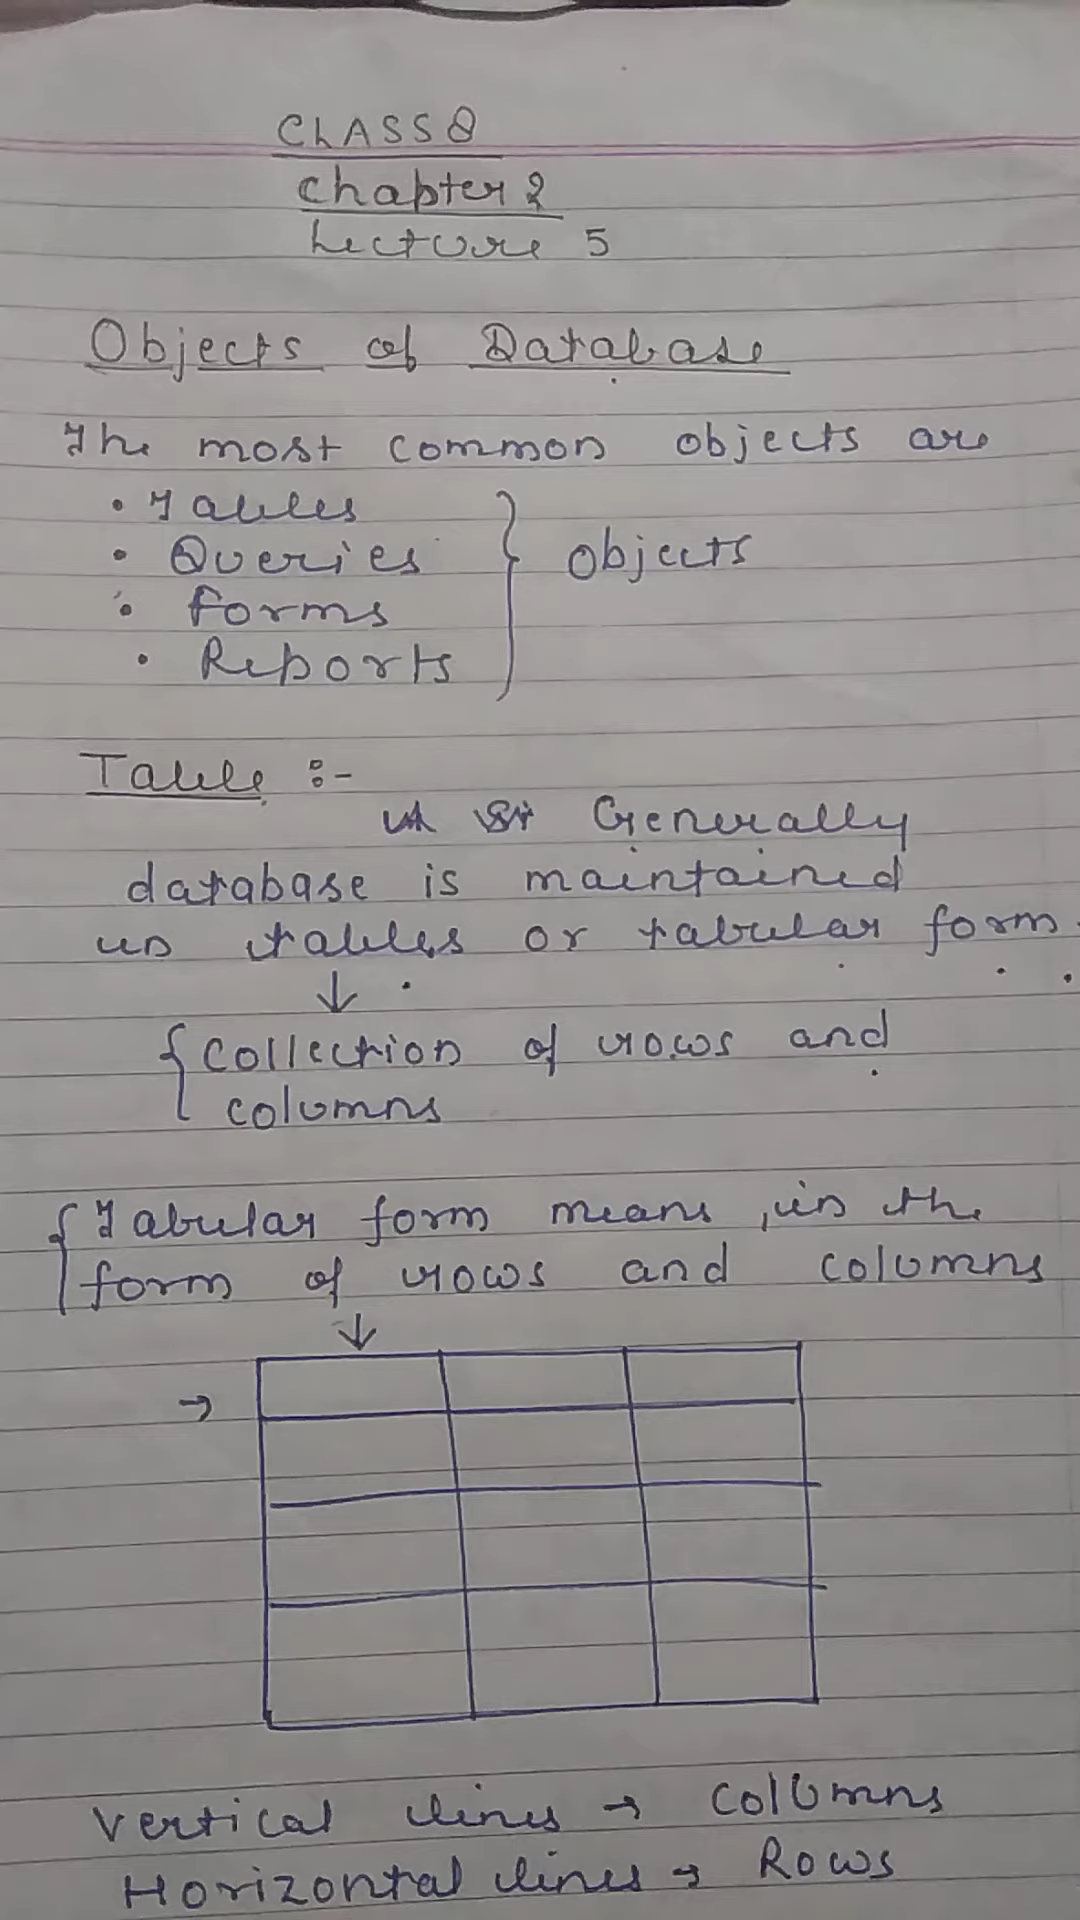 CLASS 8
Chapter 2
Lecture 5
Objects of Database
The most common objects are
• Tables
• Queries
objects
• Forms
• Reports
Table :-
Generally
database is maintained
in tables or tabular form.
↓
{ collection of rows and
columns
{ Tabular form means, in the
form of rows and columns
↓
→
Vertical lines → Columns
Horizontal lines → Rows